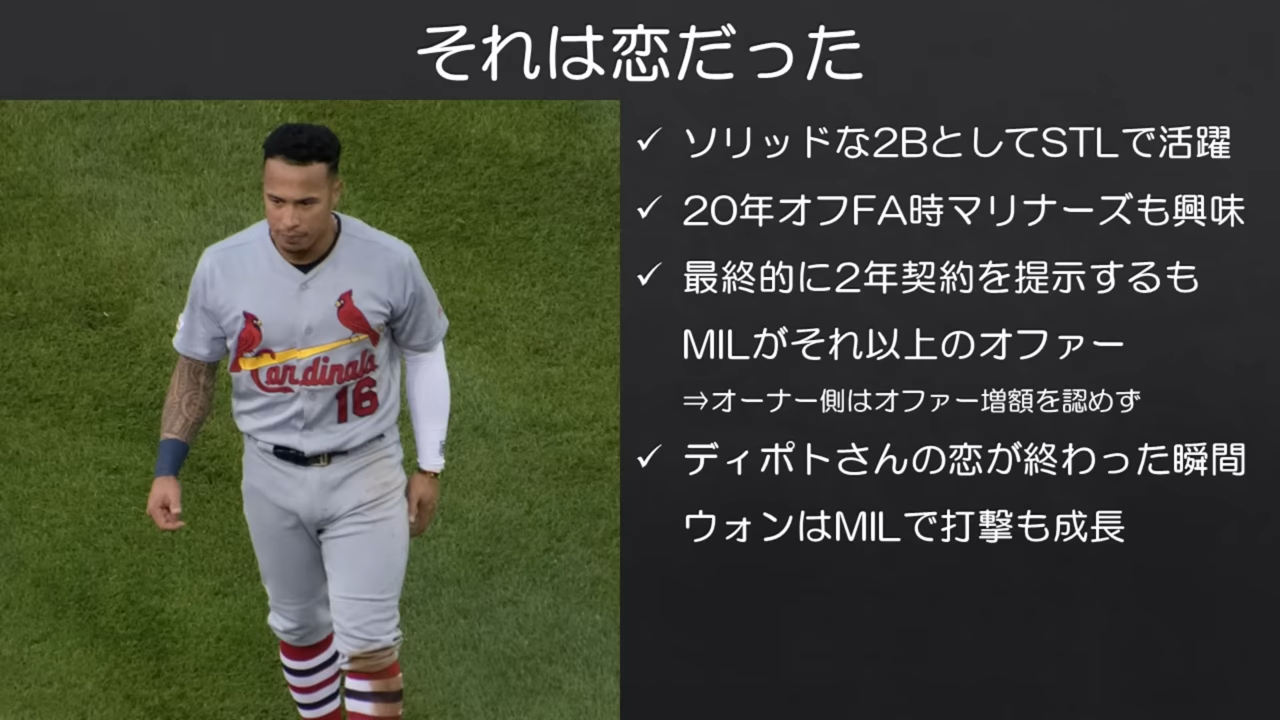 それは恋だった
✓ ソリッドな2BとしてSTLで活躍
✓ 20年オフFA時マリナーズも興味
✓ 最終的に2年契約を提示するも
MILがそれ以上のオファー
⇒オーナー側はオファー増額を認めず
✓ ディポトさんの恋が終わった瞬間
ウォンはMILで打撃も成長
Cardinals
16